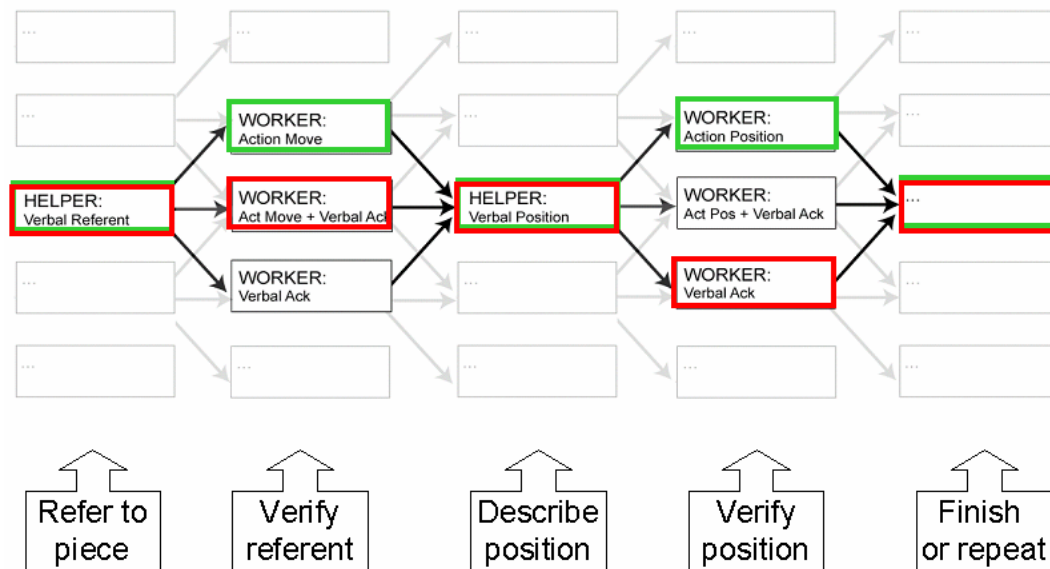 ...
...
...
...
...
...
WORKER:
Action Move
...
WORKER:
Action Position
...
HELPER:
Verbal Referent
WORKER:
Act Move + Verbal Ack
HELPER:
Verbal Position
WORKER:
Act Pos + Verbal Ack
...
...
WORKER:
Verbal Ack
...
WORKER:
Verbal Ack
...
...
...
...
...
...
Refer to
piece
Verify
referent
Describe
position
Verify
position
Finish
or repeat